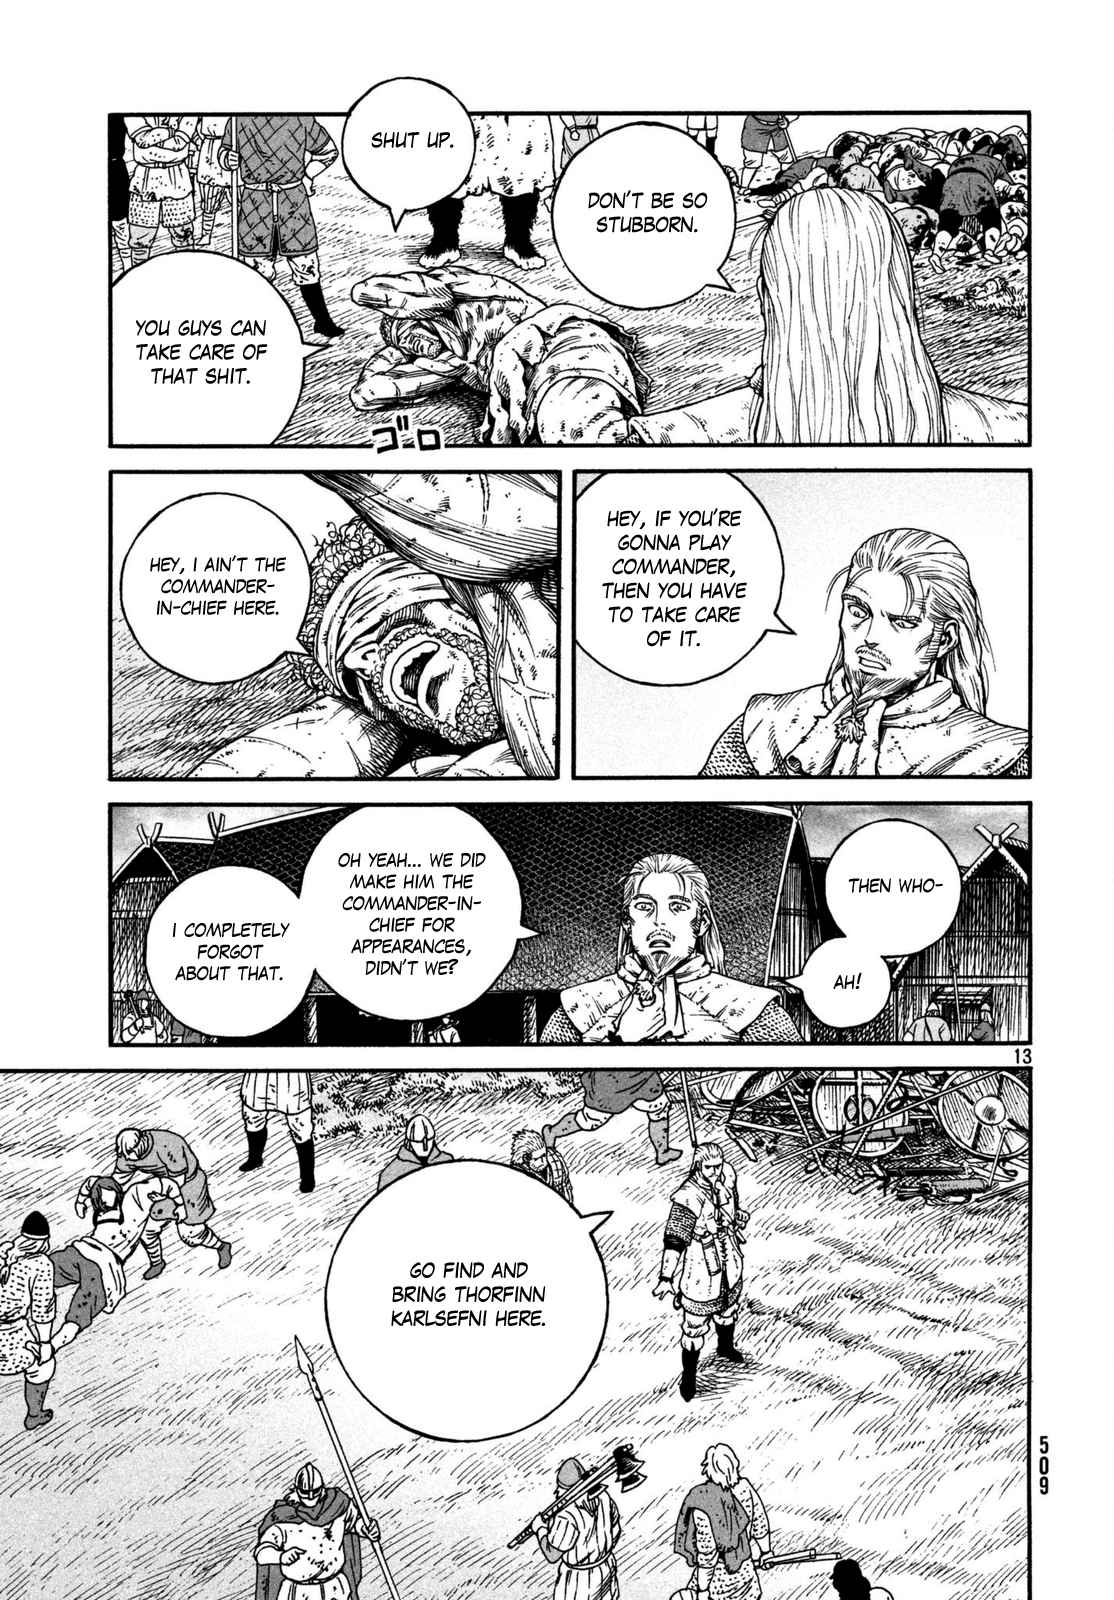 DON'T BE SO
STUBBORN.
SHUT UP.
YOU GUYS CAN
TAKE CARE OF
THAT SHIT.
ゴロ
HEY, IF YOU'RE
GONNA PLAY
COMMANDER,
THEN YOU HAVE
TO TAKE CARE
OF IT.
HEY, I AIN'T THE
COMMANDER-
IN-CHIEF HERE.
THEN WHO-
AH!
OH YEAH... WE DID
MAKE HIM THE
COMMANDER-IN-
CHIEF FOR
APPEARANCES,
DIDN'T WE?
I COMPLETELY
FORGOT
ABOUT THAT.
13
GO FIND AND
BRING THORFINN
KARLSEFNI HERE.
509